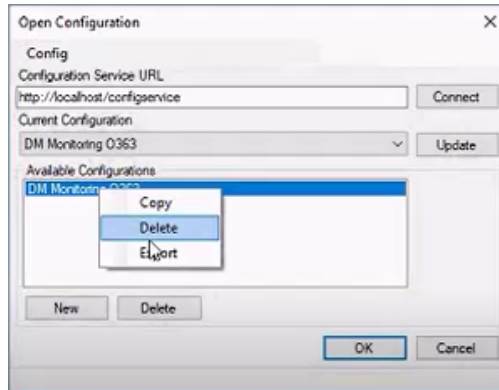 Open Configuration
Config
Configuration Service URL
http://localhost/configservice
Connect
Current Configuration
DM Monitoring O363
Update
Available Configurations
DM Monitoring O363
Copy
Delete
Export
New
Delete
OK
Cancel